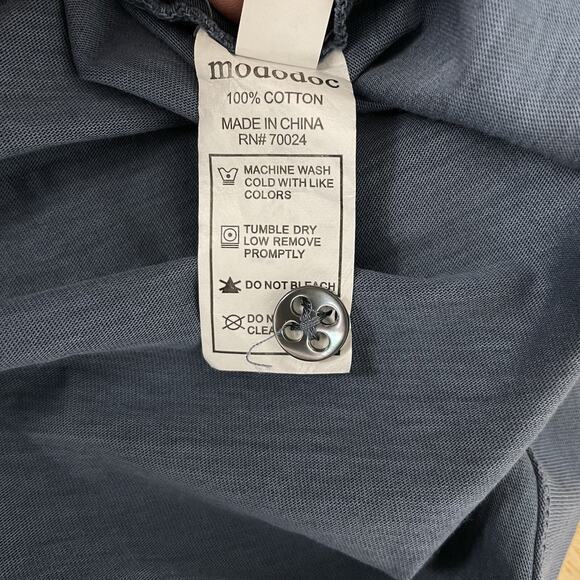 mododoc
100% COTTON
MADE IN CHINA
RN# 70024
MACHINE WASH
COLD WITH LIKE
COLORS
TUMBLE DRY
LOW REMOVE
PROMPTLY
DO NOT BLEACH
DO